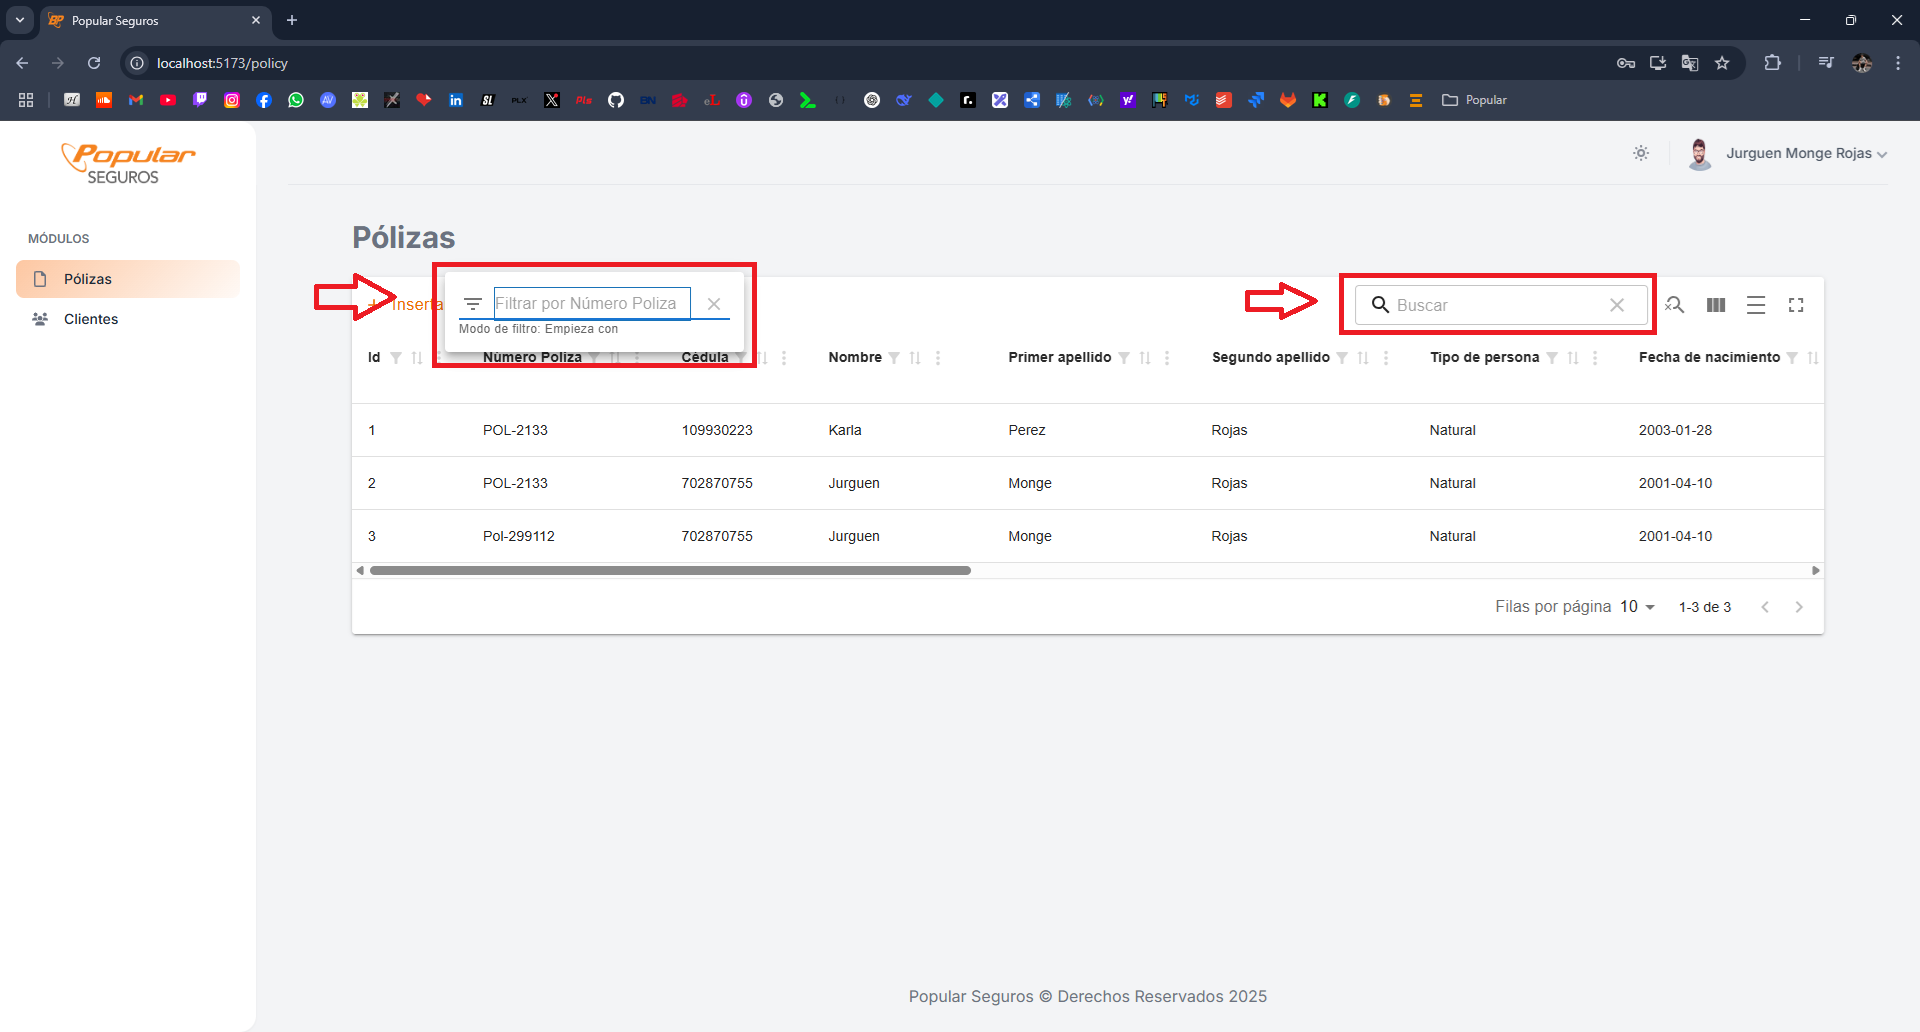 Popular Seguros
localhost:5173/policy
Popular
Popular
SEGUROS
Jurguen Monge Rojas
MÓDULOS
Pólizas
Clientes
Pólizas
Filtrar por Número Poliza
Modo de filtro: Empieza con
Buscar
Id Número Poliza Cédula Nombre Primer apellido Segundo apellido Tipo de persona Fecha de nacimiento
1 POL-2133 109930223 Karla Perez Rojas Natural 2003-01-28
2 POL-2133 702870755 Jurguen Monge Rojas Natural 2001-04-10
3 Pol-299112 702870755 Jurguen Monge Rojas Natural 2001-04-10
Filas por página 10 1-3 de 3
Popular Seguros © Derechos Reservados 2025